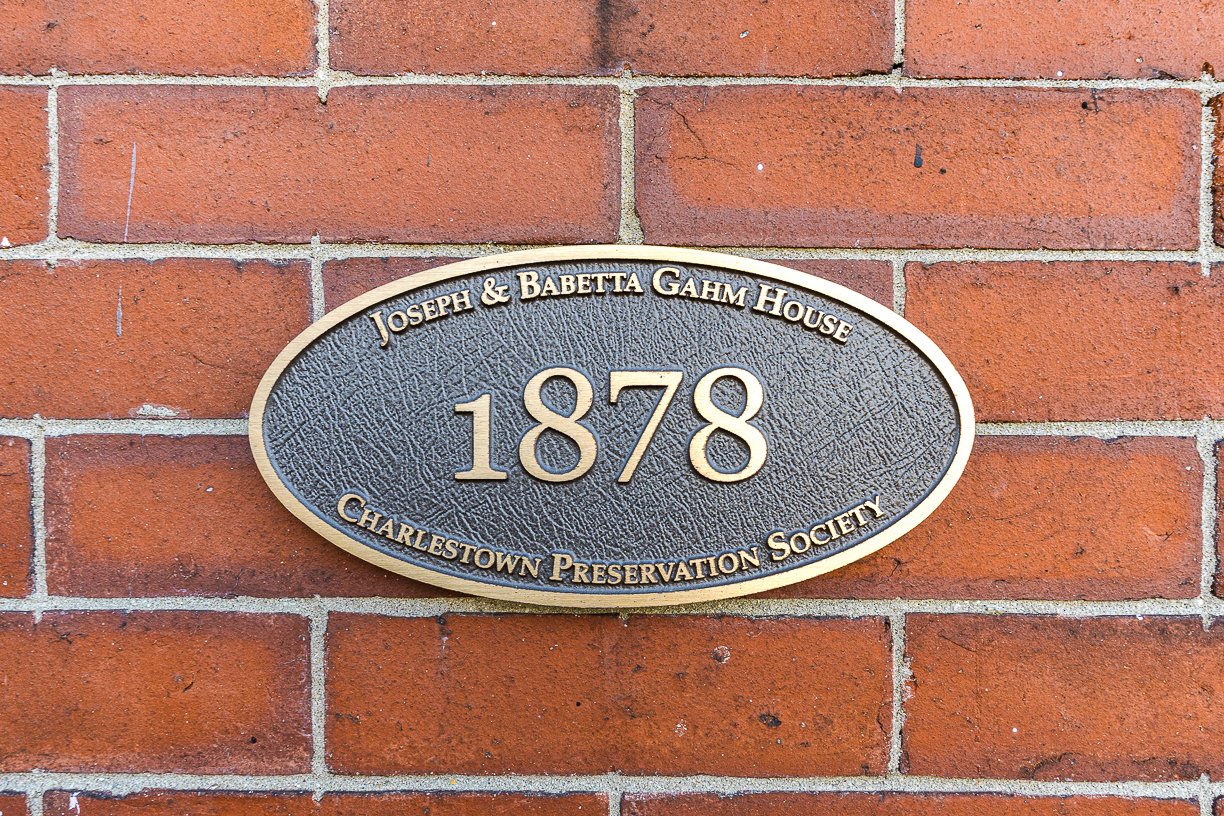 Joseph & Babetta Gahm House
1878
Charlestown Preservation Society